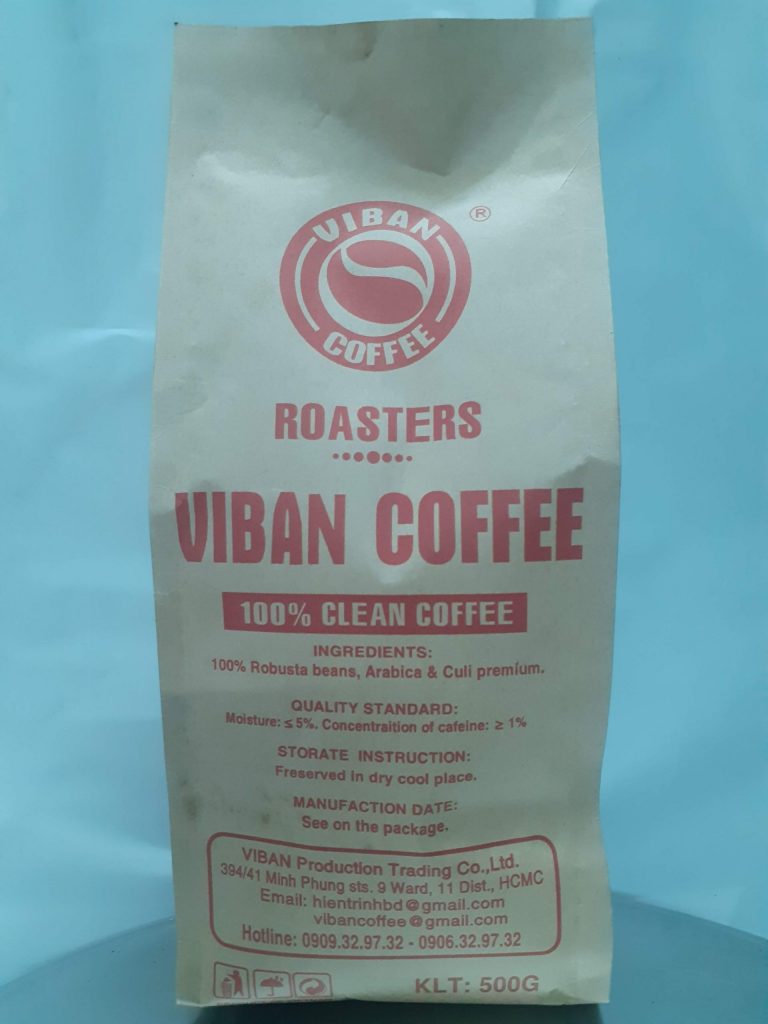 VIBAN
COFFEE
®
ROASTERS
VIBAN COFFEE
100% CLEAN COFFEE
INGREDIENTS:
100% Robusta beans, Arabica & Culi premíum.
QUALITY STANDARD:
Moisture: ≤ 5%. Concentraition of cafeine: ≥ 1%
STORATE INSTRUCTION:
Freserved in dry cool place.
MANUFACTION DATE:
See on the package.
VIBAN Production Trading Co.,Ltd.
394/41 Minh Phung sts. 9 Ward, 11 Dist., HCMC
Email: hientrinhbd@gmail.com
vibancoffee@gmail.com
Hotline: 0909.32.97.32 - 0906.32.97.32
KLT: 500G